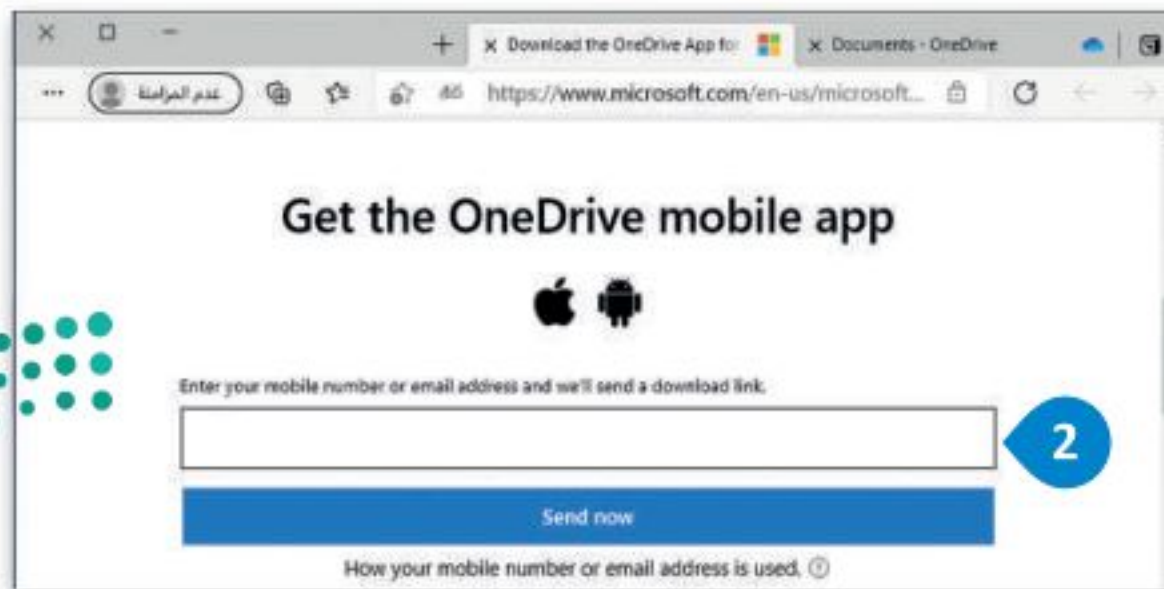 Download the OneDrive App for
Documents - OneDrive
عدم المزامنة
https://www.microsoft.com/en-us/microsoft...
Get the OneDrive mobile app
Enter your mobile number or email address and we'll send a download link.
2
Send now
How your mobile number or email address is used.